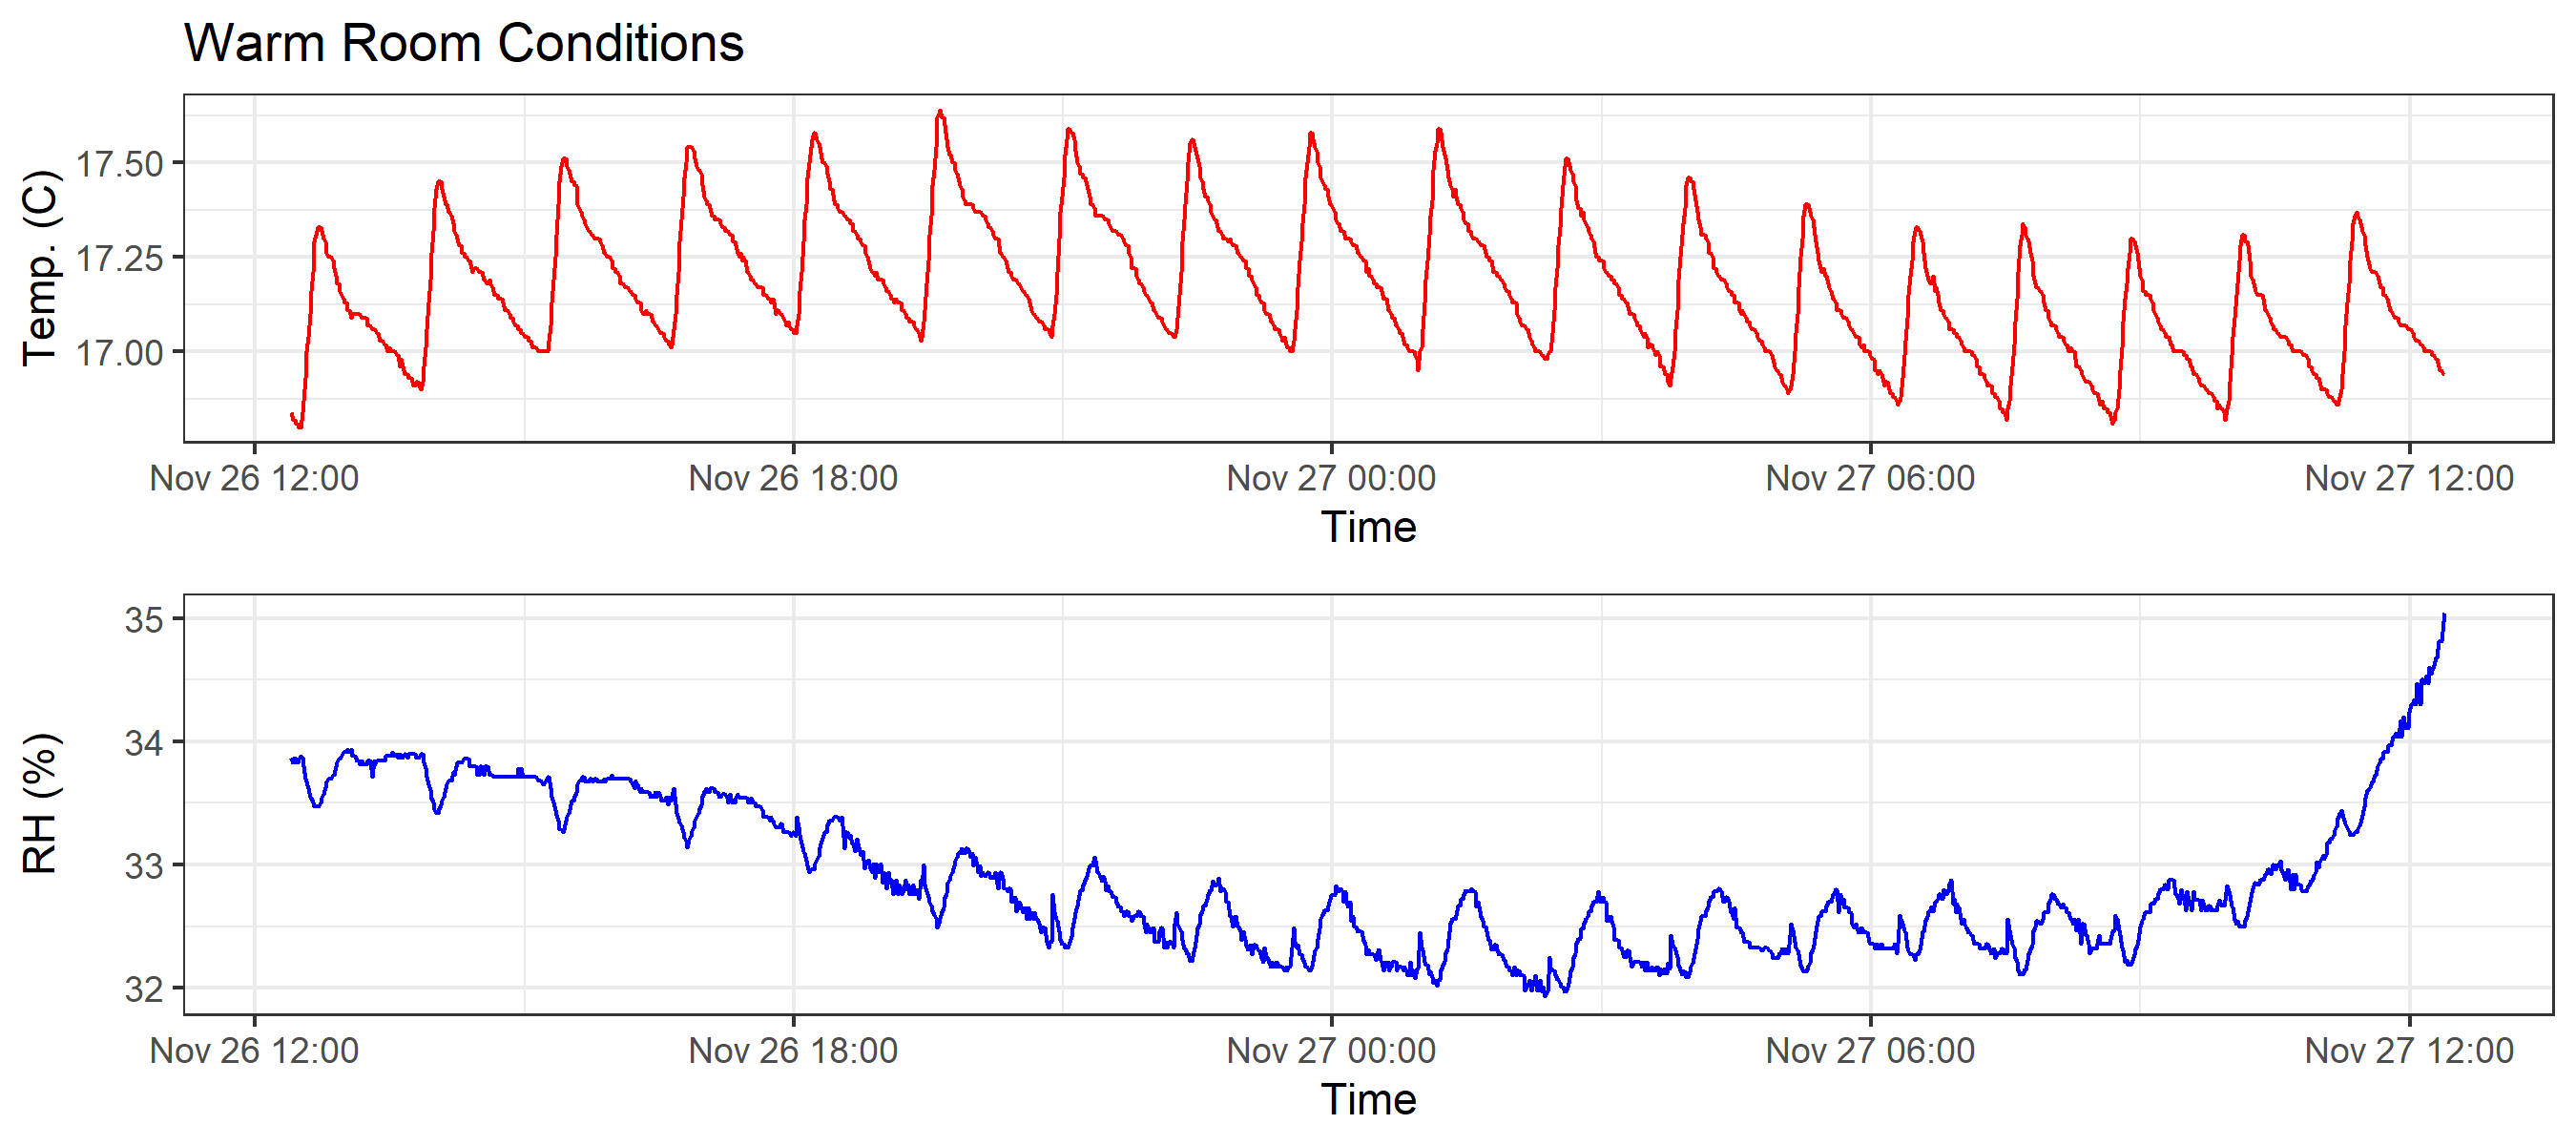 Warm Room Conditions
Temp. (C)
17.50
17.25
17.00
Nov 26 12:00 Nov 26 18:00 Nov 27 00:00 Nov 27 06:00 Nov 27 12:00
Time
RH (%)
35
34
33
32
Nov 26 12:00 Nov 26 18:00 Nov 27 00:00 Nov 27 06:00 Nov 27 12:00
Time